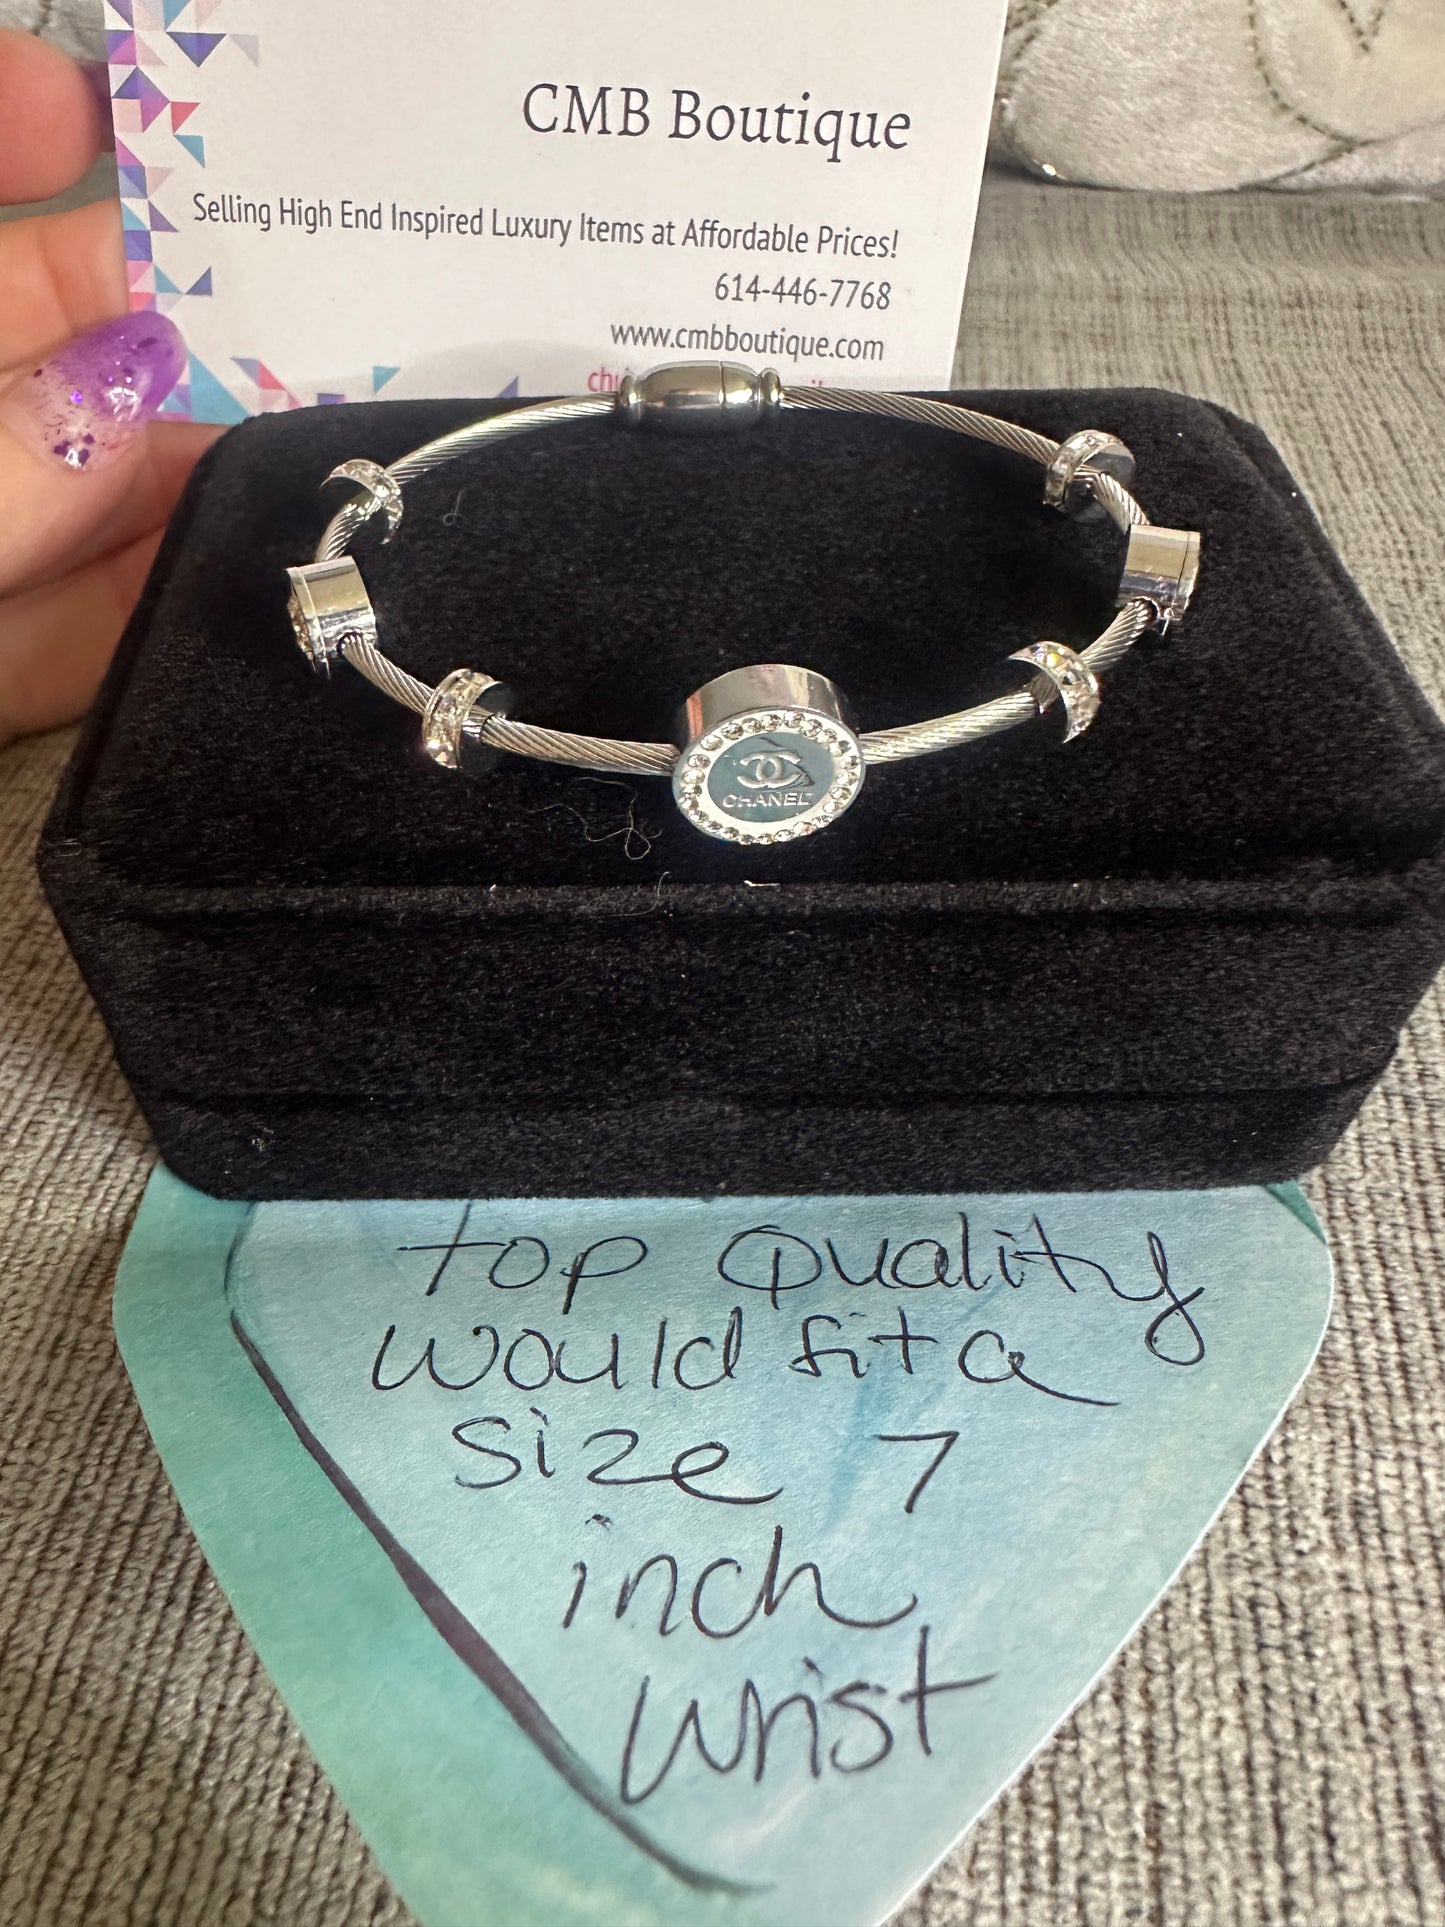 CMB Boutique
Selling High End Inspired Luxury Items at Affordable Prices!
614-446-7768
www.cmbboutique.com
CHANEL
top Quality
would fit a
size 7
inch
wrist